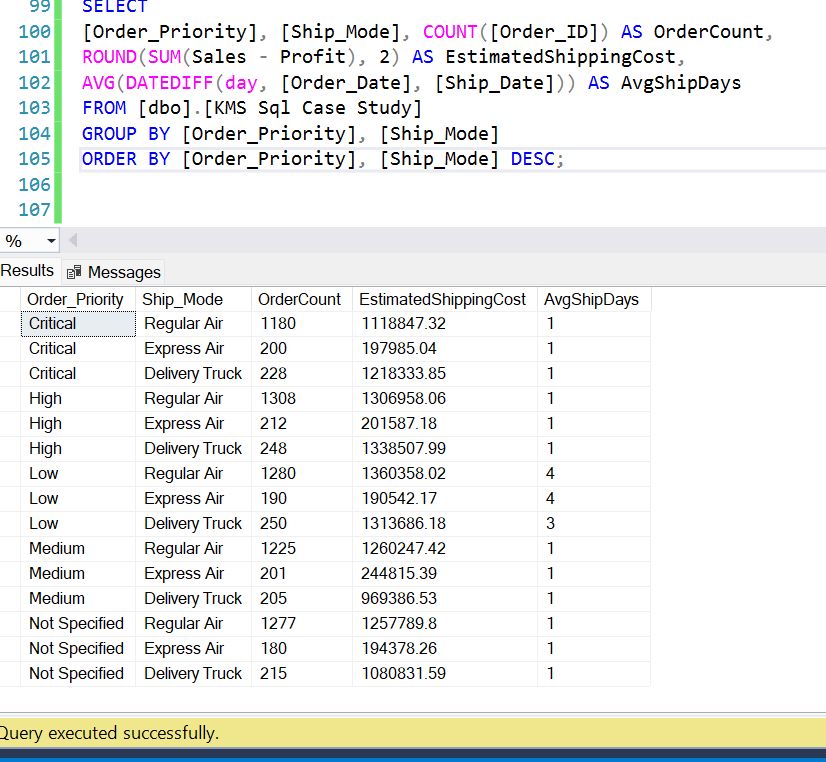 99 SELECT
100 [Order_Priority], [Ship_Mode], COUNT([Order_ID]) AS OrderCount,
101 ROUND(SUM(Sales - Profit), 2) AS EstimatedShippingCost,
102 AVG(DATEDIFF(day, [Order_Date], [Ship_Date])) AS AvgShipDays
103 FROM [dbo].[KMS Sql Case Study]
104 GROUP BY [Order_Priority], [Ship_Mode]
105 ORDER BY [Order_Priority], [Ship_Mode] DESC;
106
107
%
Results Messages
Order_Priority Ship_Mode OrderCount EstimatedShippingCost AvgShipDays
Critical Regular Air 1180 1118847.32 1
Critical Express Air 200 197985.04 1
Critical Delivery Truck 228 1218333.85 1
High Regular Air 1308 1306958.06 1
High Express Air 212 201587.18 1
High Delivery Truck 248 1338507.99 1
Low Regular Air 1280 1360358.02 4
Low Express Air 190 190542.17 4
Low Delivery Truck 250 1313686.18 3
Medium Regular Air 1225 1260247.42 1
Medium Express Air 201 244815.39 1
Medium Delivery Truck 205 969386.53 1
Not Specified Regular Air 1277 1257789.8 1
Not Specified Express Air 180 194378.26 1
Not Specified Delivery Truck 215 1080831.59 1
Query executed successfully.